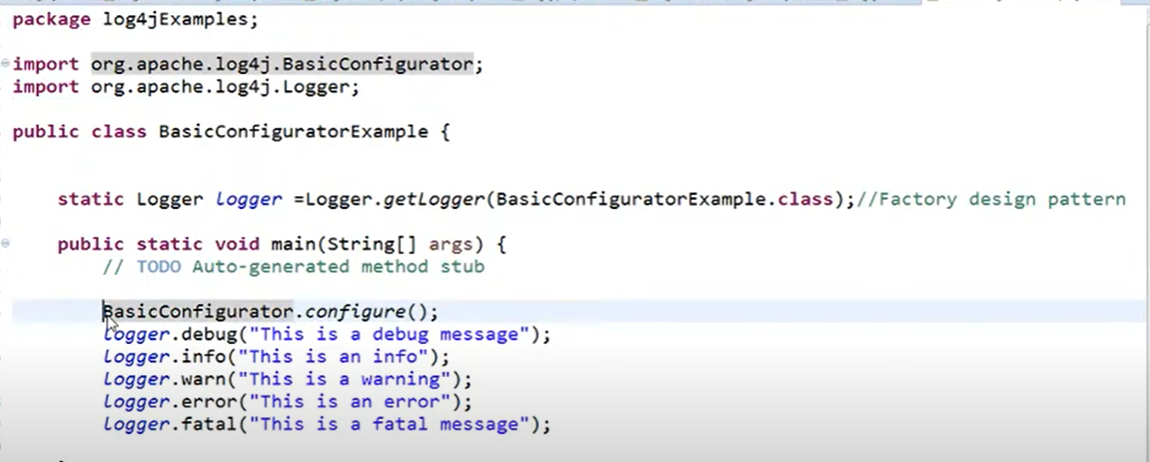 package log4jExamples;
import org.apache.log4j.BasicConfigurator;
import org.apache.log4j.Logger;
public class BasicConfiguratorExample {
static Logger logger =Logger.getLogger(BasicConfiguratorExample.class);//Factory design pattern
public static void main(String[] args) {
// TODO Auto-generated method stub
BasicConfigurator.configure();
logger.debug("This is a debug message");
logger.info("This is an info");
logger.warn("This is a warning");
logger.error("This is an error");
logger.fatal("This is a fatal message");